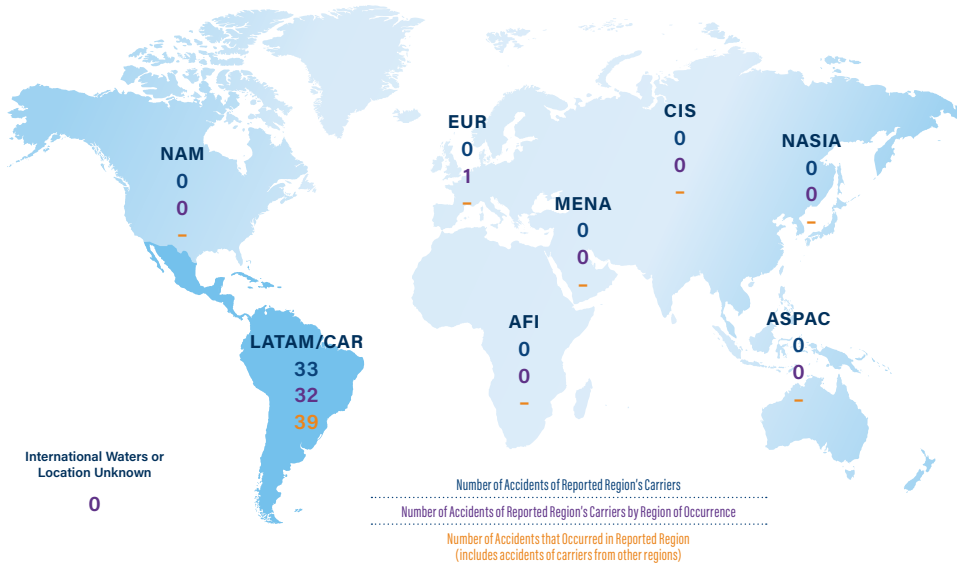 NAM
0
0
–
EUR
0
1
–
CIS
0
0
–
NASIA
0
0
–
MENA
0
0
–
LATAM/CAR
33
32
39
AFI
0
0
–
ASPAC
0
0
–
International Waters or
Location Unknown
0
Number of Accidents of Reported Region's Carriers
Number of Accidents of Reported Region's Carriers by Region of Occurrence
Number of Accidents that Occurred in Reported Region
(includes accidents of carriers from other regions)